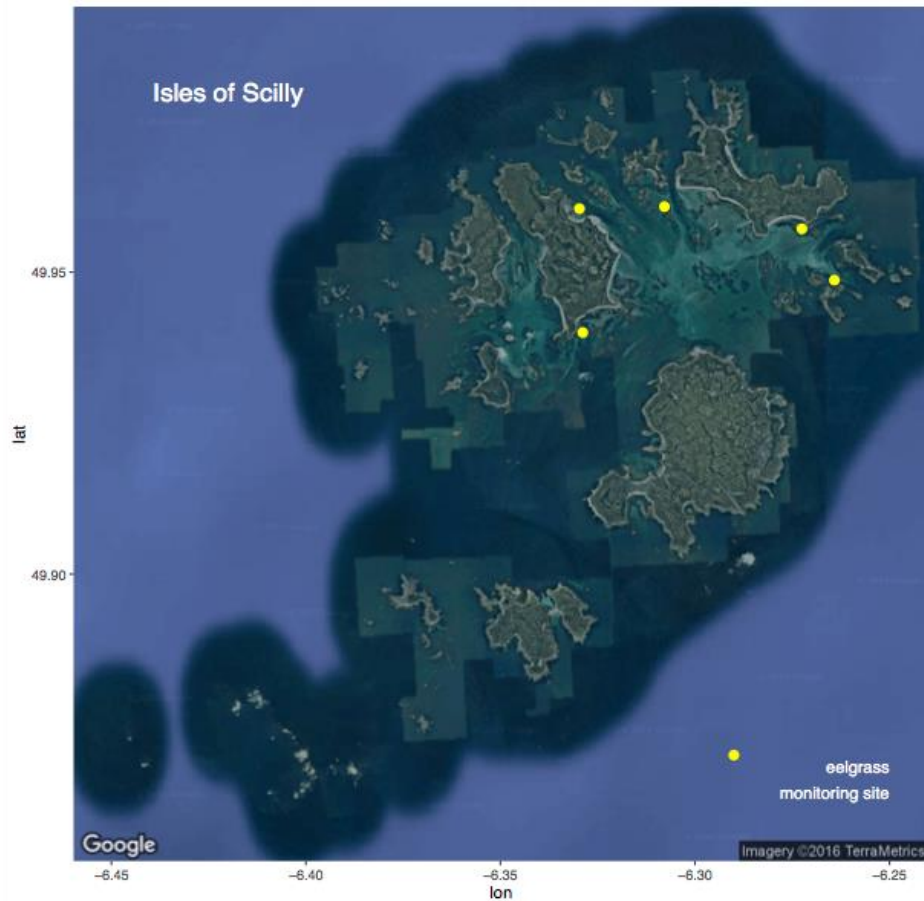 Isles of Scilly
49.95
lat
49.90
eelgrass
monitoring site
Google
Imagery ©2016 TerraMetrics
−6.45
−6.40
−6.35
−6.30
−6.25
lon